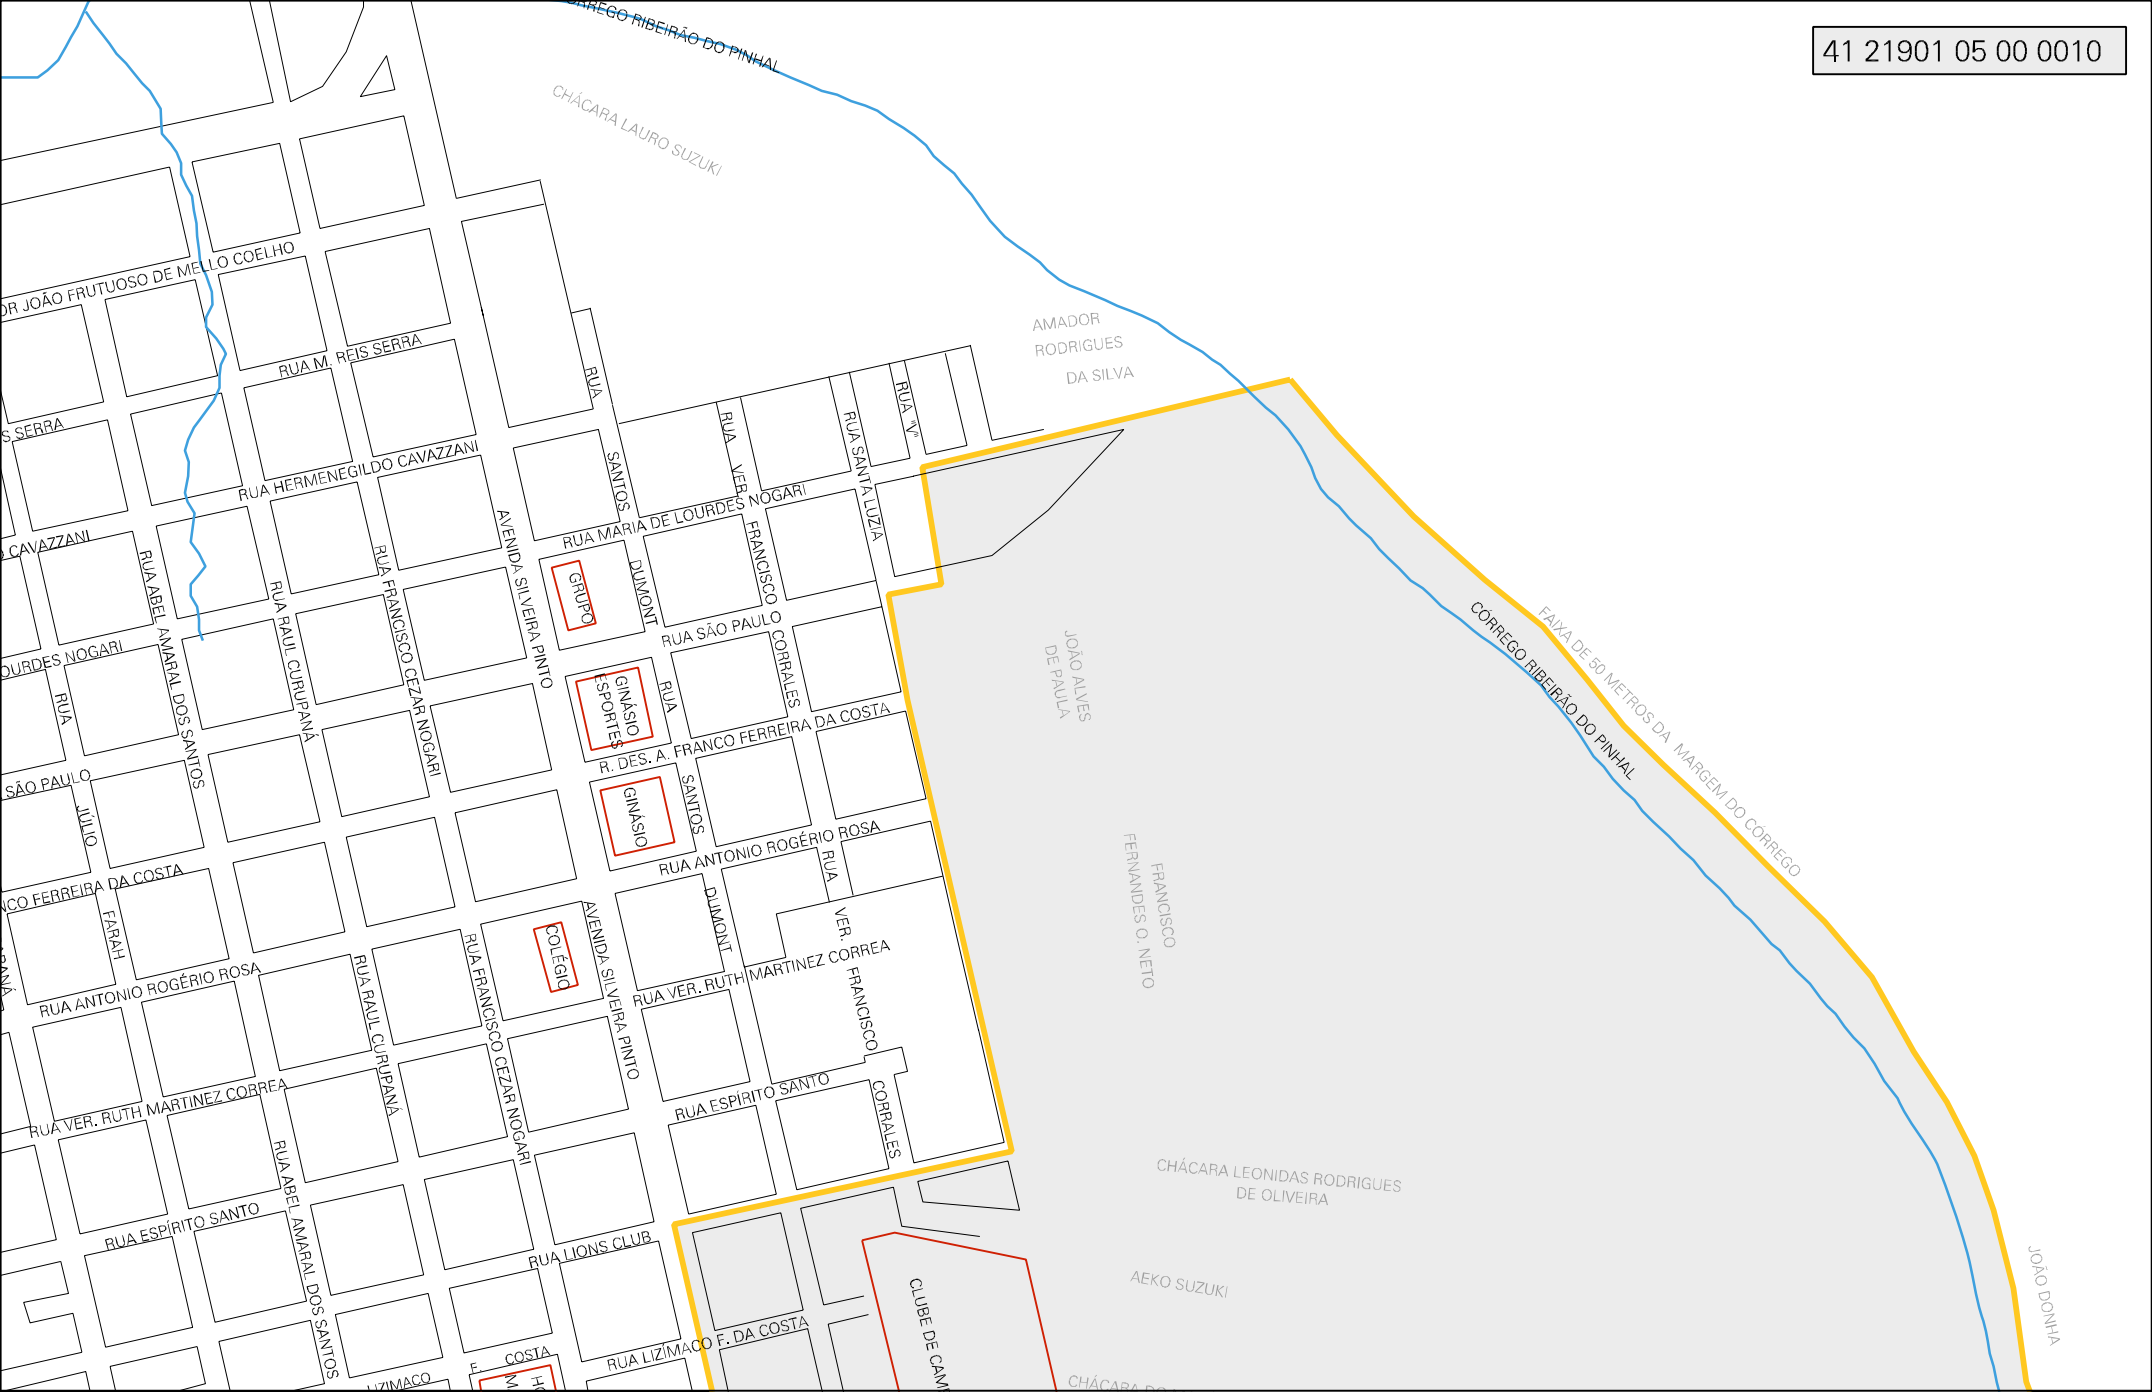 CÓRREGO RIBEIRÃO DO PINHAL
41 21901 05 00 0010
CHÁCARA LAURO SUZUKI
JOÃO FRUTUOSO DE MELLO COELHO
AMADOR
RODRIGUES
DA SILVA
RUA M. REIS SERRA
RUA
RUA "V"
RUA
VER.
FRANCISCO
CORRALES
RUA SANTA LUZIA
SERRA
RUA HERMENEGILDO CAVAZZANI
SANTOS
RUA MARIA DE LOURDES NOGARI
CAVAZZANI
AVENIDA SILVEIRA PINTO
GRUPO
DUMONT
RUA ABEL AMARAL DOS SANTOS
RUA RAUL CURUPANÁ
RUA FRANCISCO CEZAR NOGARI
RUA SÃO PAULO
LOURDES NOGARI
GINÁSIO
ESPORTES
RUA
RUA
JOÃO ALVES
DE PAULA
CÓRREGO RIBEIRÃO DO PINHAL
FAIXA DE 50 METROS DA MARGEM DO CÓRREGO
R. DES. A. FRANCO FERREIRA DA COSTA
SÃO PAULO
JÚLIO
GINÁSIO
SANTOS
RUA ANTONIO ROGÉRIO ROSA
RUA
FERREIRA DA COSTA
FARAH
DUMONT
VER.
FRANCISCO
FERNANDES O. NETO
COLÉGIO
AVENIDA SILVEIRA PINTO
RUA FRANCISCO CEZAR NOGARI
RUA RAUL CURUPANÁ
RUA ANTONIO ROGÉRIO ROSA
RUA VER. RUTH MARTINEZ CORREA
FRANCISCO
RUA VER. RUTH MARTINEZ CORREA
RUA ESPÍRITO SANTO
CORRALES
RUA ABEL AMARAL DOS SANTOS
CHÁCARA LEONIDAS RODRIGUES
DE OLIVEIRA
RUA ESPÍRITO SANTO
RUA LIONS CLUB
AEKO SUZUKI
JOÃO DONHA
CLUBE DE CAM
RUA LIZÍMACO F. DA COSTA
F. COSTA
LIZIMACO
CHÁCARA